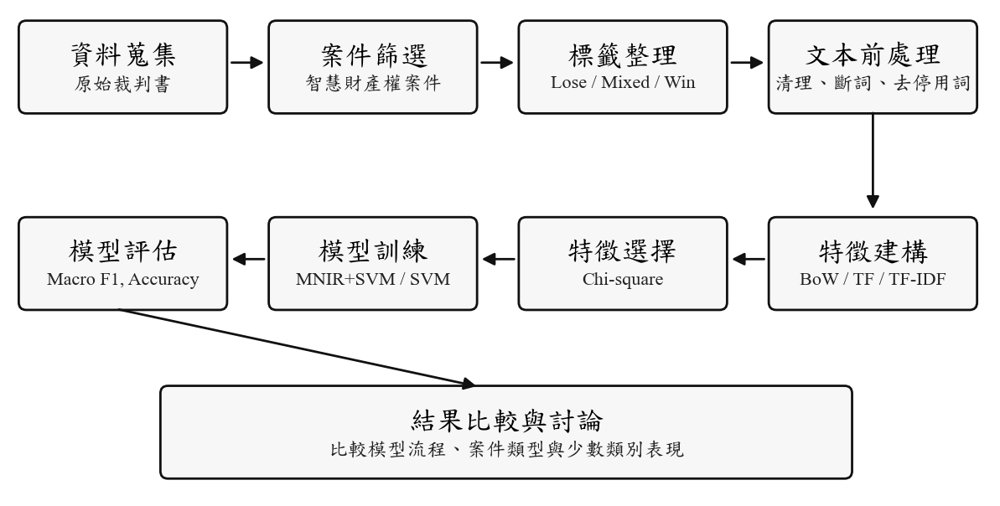 資料蒐集
原始裁判書
案件篩選
智慧財產權案件
標籤整理
Lose / Mixed / Win
文本前處理
清理、斷詞、去停用詞
特徵建構
BoW / TF / TF-IDF
特徵選擇
Chi-square
模型訓練
MNIR+SVM / SVM
模型評估
Macro F1, Accuracy
結果比較與討論
比較模型流程、案件類型與少數類別表現